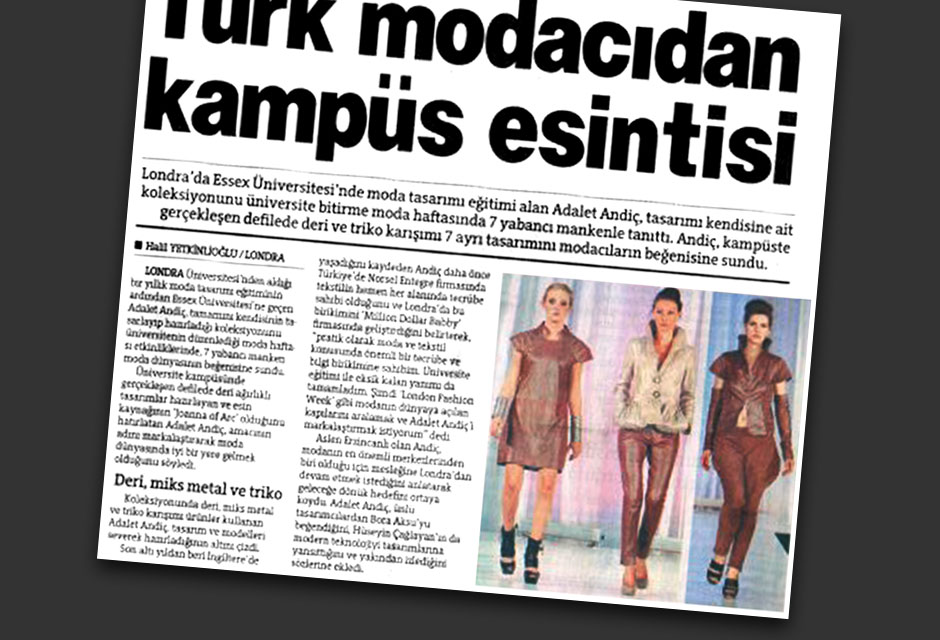 Türk modacıdan
kampüs esintisi
Londra'da Essex Üniversitesi'nde moda tasarımı eğitimi alan Adalet Andiç, tasarımı kendisine ait
koleksiyonunu üniversite bitirme moda haftasında 7 yabancı mankenle tanıttı. Andiç, kampüste
gerçekleşen defilede deri ve triko karışımı 7 ayrı tasarımını modacıların beğenisine sundu.
■ Halil YETKİNLİOĞLU / LONDRA
LONDRA Üniversitesi'nden aldığı
bir yıllık moda tasarımı eğitiminin
ardından Essex Üniversitesi'ne geçen
Adalet Andiç, tamamını kendisinin ta-
sarlayıp hazırladığı koleksiyonunu
üniversitenin düzenlediği moda hafta-
sı etkinliklerinde, 7 yabancı manken
moda dünyasının beğenisine sundu.
Üniversite kampüsünde
gerçekleşen defilede deri ağırlıklı
tasarımlar hazırlayan ve esin
kaynağının 'Joanna of Arc' olduğunu
hatırlatan Adalet Andiç, amacının
adını markalaştırarak moda
dünyasında iyi bir yere gelmek
olduğunu söyledi.
Deri, miks metal ve triko
Koleksiyonunda deri, miks metal
ve triko karışımı ürünler kullanan
Adalet Andiç, tasarım ve modelleri
severek hazırladığının altını çizdi.
Son altı yıldan beri İngiltere'de
yaşadığını kaydeden Andiç daha önce
Türkiye'de Norsel Entegre firmasında
tekstilin hemen her alanında tecrübe
sahibi olduğunu ve Londra'da bu
birikimini 'Million Dollar Babby'
firmasında geliştirdiğini belirterek,
"pratik olarak moda ve tekstil
konusunda önemli bir tecrübe ve
bilgi birikimine sahibim. Üniversite
eğitimi ile eksik kalan yanımı da
tamamladım. Şimdi 'London Fashion
Week' gibi modanın dünyaya açılan
kapılarını aralamak ve Adalet Andiç'i
markalaştırmak istiyorum" dedi
Aslen Erzincanlı olan Andiç,
modanın en önemli merkezlerinden
biri olduğu için mesleğine Londra'dan
devam etmek istediğini anlatarak
geleceğe dönük hedefini ortaya
koydu. Adalet Andiç, ünlü
tasarımcılardan Bora Aksu'yu
beğendiğini, Hüseyin Çağlayan'ın da
modern teknolojiyi tasarımlarına
yansıttığını ve yakından izlediğini
sözlerine ekledi.